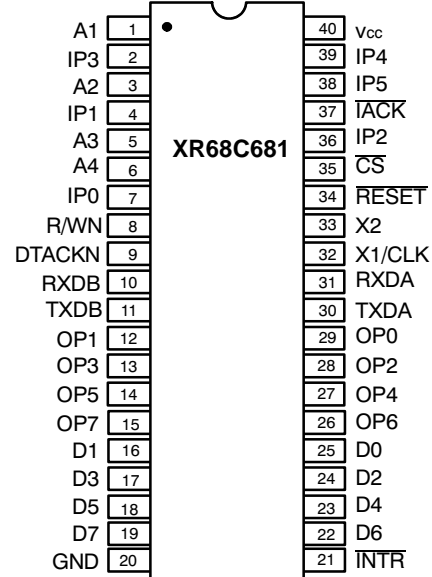 A1 1 40 Vcc
IP3 2 39 IP4
A2 3 38 IP5
IP1 4 37 I̅A̅C̅K̅
A3 5 XR68C681 36 IP2
A4 6 35 C̅S̅
IP0 7 34 R̅E̅S̅E̅T̅
R/WN 8 33 X2
DTACKN 9 32 X1/CLK
RXDB 10 31 RXDA
TXDB 11 30 TXDA
OP1 12 29 OP0
OP3 13 28 OP2
OP5 14 27 OP4
OP7 15 26 OP6
D1 16 25 D0
D3 17 24 D2
D5 18 23 D4
D7 19 22 D6
GND 20 21 I̅N̅T̅R̅